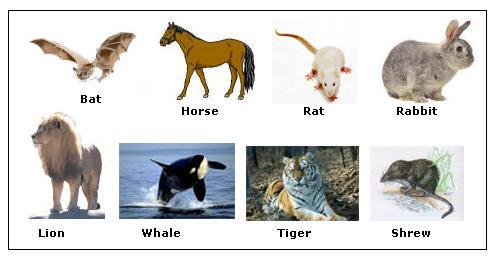 Bat
Horse
Rat
Rabbit
Lion
Whale
Tiger
Shrew